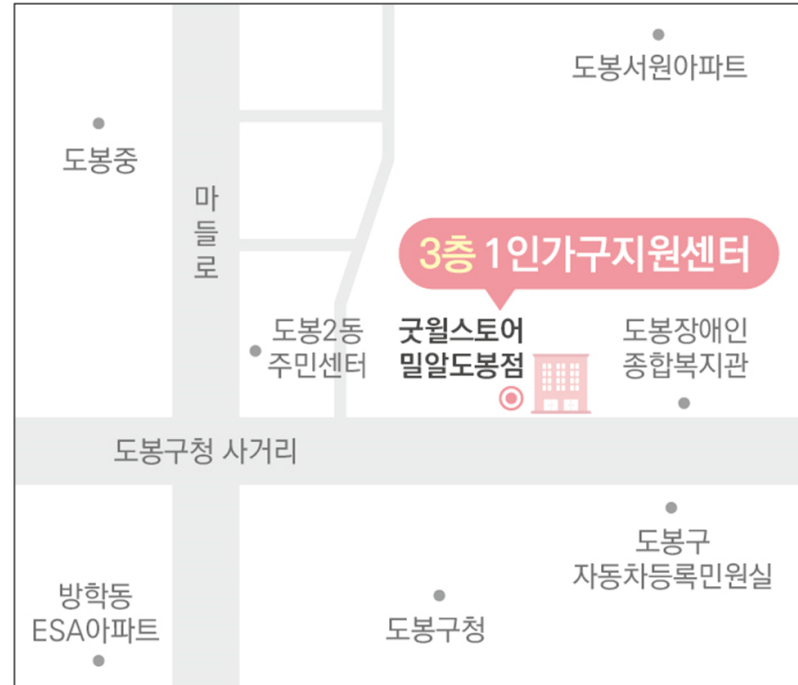 도봉서원아파트
도봉중
마들로
3층 1인가구지원센터
도봉2동
주민센터
굿윌스토어
밀알도봉점
도봉장애인
종합복지관
도봉구청 사거리
도봉구
자동차등록민원실
방학동
ESA아파트
도봉구청